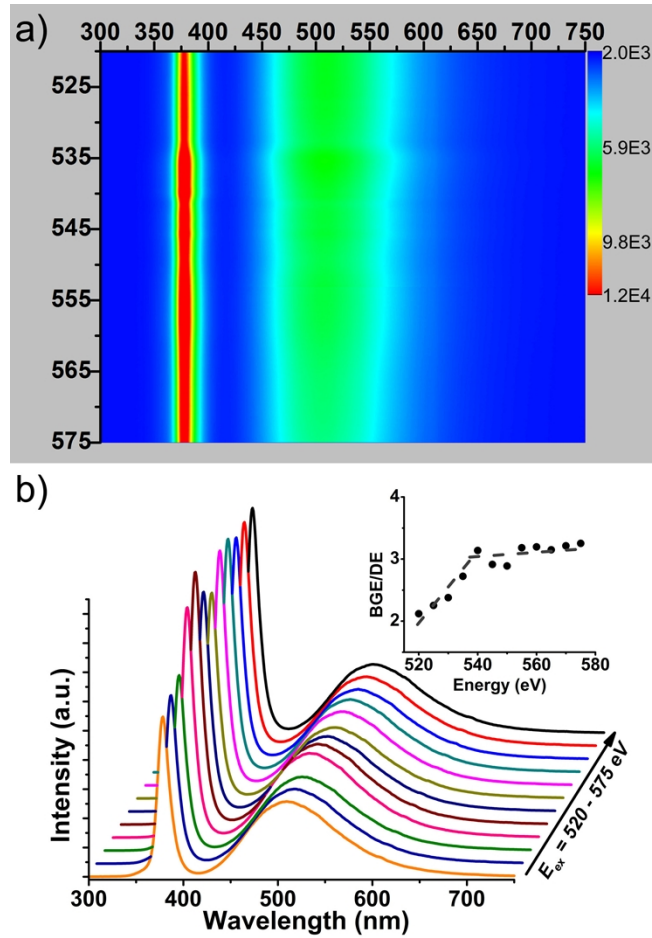 a)
300 350 400 450 500 550 600 650 700 750
525
535
545
555
565
575
2.0E3
5.9E3
9.8E3
1.2E4
b)
Intensity (a.u.)
300 400 500 600 700
Wavelength (nm)
E_ex = 520 - 575 eV
BGE/DE
4
3
2
520 540 560 580
Energy (eV)